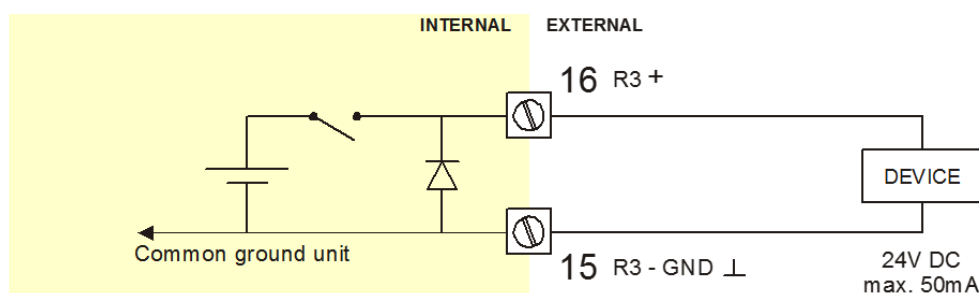 INTERNAL EXTERNAL
16 R3 +
DEVICE
Common ground unit
15 R3 - GND ⊥
24V DC
max. 50mA